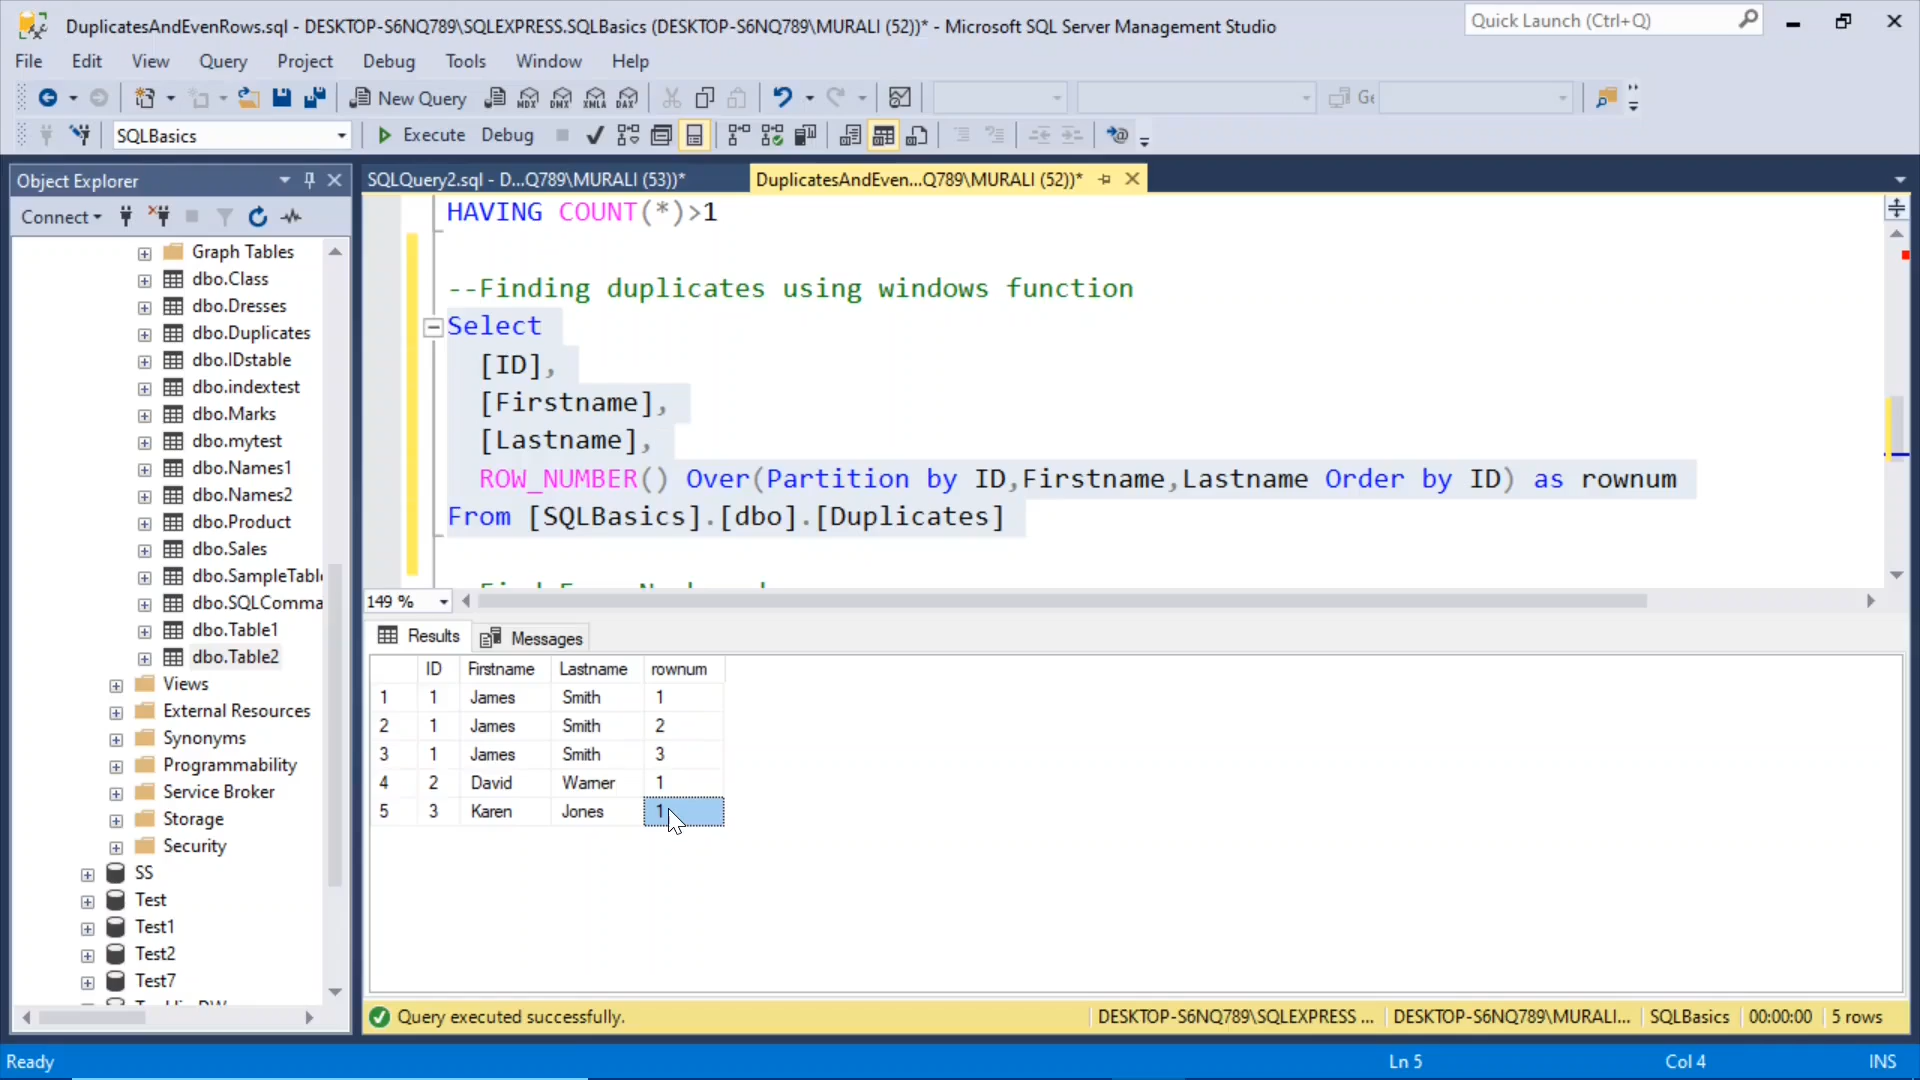 DuplicatesAndEvenRows.sql - DESKTOP-S6NQ789\SQLEXPRESS.SQLBasics (DESKTOP-S6NQ789\MURALI (52))* - Microsoft SQL Server Management Studio
Quick Launch (Ctrl+Q)
File Edit View Query Project Debug Tools Window Help
New Query MDX DMX XMLA DAX
SQLBasics Execute Debug
Object Explorer
SQLQuery2.sql - D...Q789\MURALI (53))*
DuplicatesAndEven...Q789\MURALI (52))*
Connect
Graph Tables
dbo.Class
dbo.Dresses
dbo.Duplicates
dbo.IDstable
dbo.indextest
dbo.Marks
dbo.mytest
dbo.Names1
dbo.Names2
dbo.Product
dbo.Sales
dbo.SampleTable
dbo.SQLComma
dbo.Table1
dbo.Table2
Views
External Resources
Synonyms
Programmability
Service Broker
Storage
Security
SS
Test
Test1
Test2
Test7
HAVING COUNT(*)>1
--Finding duplicates using windows function
Select
[ID],
[Firstname],
[Lastname],
ROW_NUMBER() Over(Partition by ID,Firstname,Lastname Order by ID) as rownum
From [SQLBasics].[dbo].[Duplicates]
149 %
Results Messages
ID Firstname Lastname rownum
1 1 James Smith 1
2 1 James Smith 2
3 1 James Smith 3
4 2 David Warner 1
5 3 Karen Jones 1
Query executed successfully.
DESKTOP-S6NQ789\SQLEXPRESS ... DESKTOP-S6NQ789\MURALI... SQLBasics 00:00:00 5 rows
Ready Ln 5 Col 4 INS